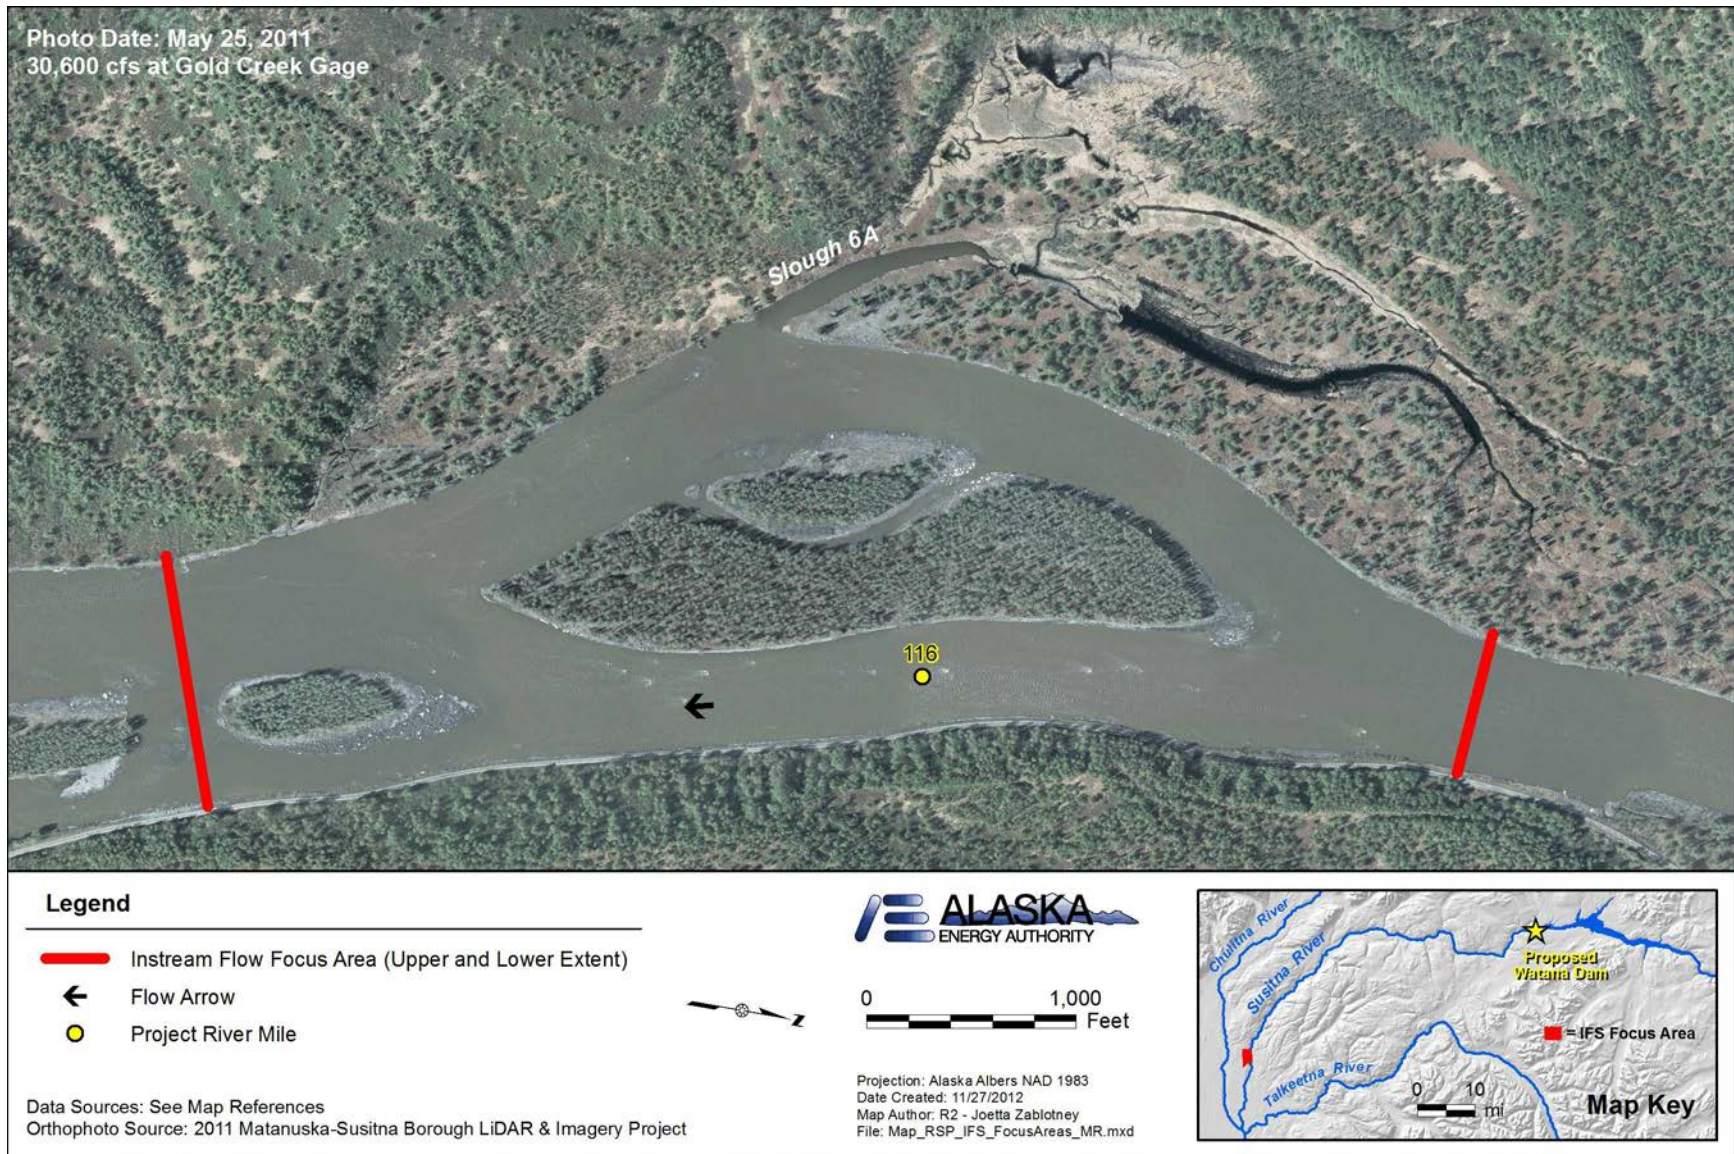 Photo Date: May 25, 2011
30,600 cfs at Gold Creek Gage
Slough 6A
116
Legend
Instream Flow Focus Area (Upper and Lower Extent)
Flow Arrow
Project River Mile
Data Sources: See Map References
Orthophoto Source: 2011 Matanuska-Susitna Borough LiDAR & Imagery Project
N
ALASKA
ENERGY AUTHORITY
0 1,000
Feet
Projection: Alaska Albers NAD 1983
Date Created: 11/27/2012
Map Author: R2 - Joetta Zablotney
File: Map_RSP_IFS_FocusAreas_MR.mxd
Chulitna River
Susitna River
Proposed
Watana Dam
= IFS Focus Area
Talkeetna River
0 10
mi
Map Key